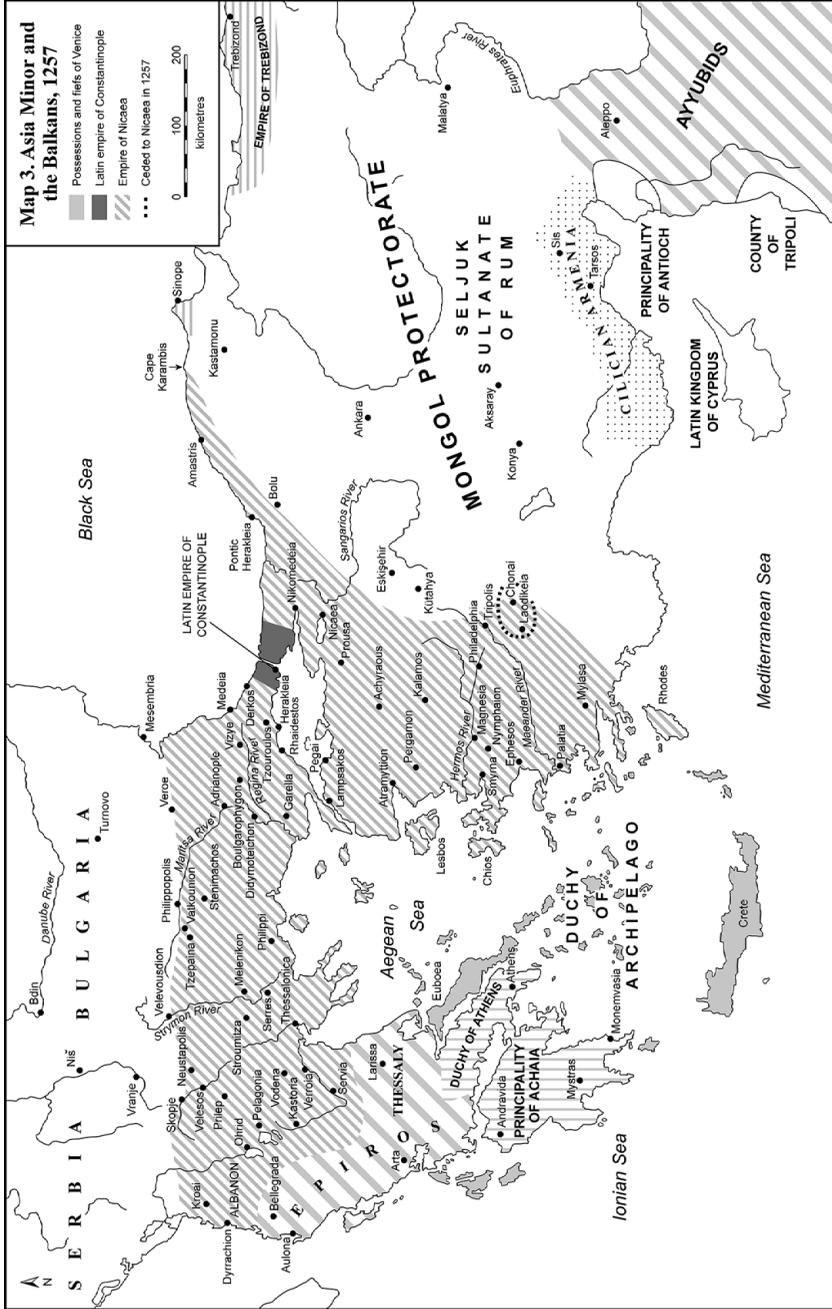 Map 3. Asia Minor and
the Balkans, 1257
Possessions and fiefs of Venice
Latin empire of Constantinople
Empire of Nicaea
Ceded to Nicaea in 1257
0 100 200
kilometres
N
SERBIA
BULGARIA
Danube River
Bdin
Turnovo
Niš
Vranje
Mesembria
Black Sea
Cape
Karambis
Sinope
Kastamonu
Amastris
Pontic
Herakleia
Bolu
Trebizond
EMPIRE OF TREBIZOND
LATIN EMPIRE OF
CONSTANTINOPLE
Skopje
Velevousdion
Philippopolis
Veroe
Medeia
Kroai
Neustapolis
Strymon River
Vatkounion
Tzepaina
Stenimachos
Maritsa River
Adrianople
Vizye
Derkos
Velesos
Prilep
Stroumitza
Melenikon
Boulgarophygon
Regina River
Tzouroulos
Herakleia
Nikomedeia
Dyrrachion
ALBANON
Ohrid
Pelagonia
Vodena
Serres
Philippi
Didymoteichon
Garella
Rhaidestos
Nicaea
Sangarios River
Bellegrada
Kastoria
Verroia
Thessalonica
Pegai
Lampsakos
Prousa
Aulona
Servia
EPIROS
Larissa
THESSALY
Arta
Aegean
Sea
Achyraous
Atramyttion
Pergamon
Kalamos
Eskişehir
Kütahya
Ankara
MONGOL PROTECTORATE
Malatya
Euphrates River
SELJUK
SULTANATE
OF RUM
Aksaray
Konya
Lesbos
Chios
Hermos River
Magnesia
Nymphaion
Smyrna
Ephesos
Philadelphia
Tripolis
Maeander River
Chonai
Laodikeia
Palatia
Mylasa
Euboea
DUCHY OF ATHENS
Athens
Andravida
PRINCIPALITY
OF ACHAIA
Mystras
Monemvasia
Ionian Sea
DUCHY
OF
ARCHIPELAGO
Crete
Rhodes
Mediterranean Sea
CILICIAN ARMENIA
Sis
Tarsos
LATIN KINGDOM
OF CYPRUS
PRINCIPALITY
OF ANTIOCH
COUNTY
OF
TRIPOLI
Aleppo
AYYUBIDS